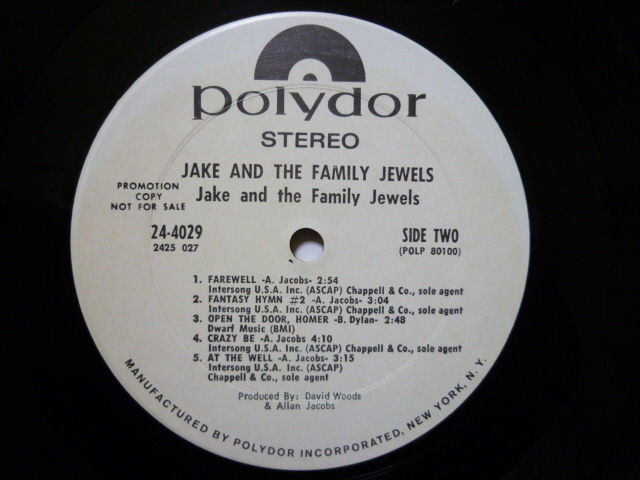 polydor
STEREO
JAKE AND THE FAMILY JEWELS
Jake and the Family Jewels
PROMOTION
COPY
NOT FOR SALE
24-4029
2425 027
SIDE TWO
(POLP 80100)
1. FAREWELL -A. Jacobs- 2:54
Intersong U.S.A. Inc. (ASCAP) Chappell & Co., sole agent
2. FANTASY HYMN #2 -A. Jacobs- 3:04
Intersong U.S.A. Inc. (ASCAP) Chappell & Co., sole agent
3. OPEN THE DOOR, HOMER -B. Dylan- 2:48
Dwarf Music (BMI)
4. CRAZY BE -A. Jacobs 4:10
Intersong U.S.A. Inc. (ASCAP) Chappell & Co., sole agent
5. AT THE WELL -A. Jacobs- 3:15
Intersong U.S.A. Inc. (ASCAP)
Chappell & Co., sole agent
Produced By: David Woods
& Allan Jacobs
MANUFACTURED BY POLYDOR INCORPORATED, NEW YORK, N. Y.